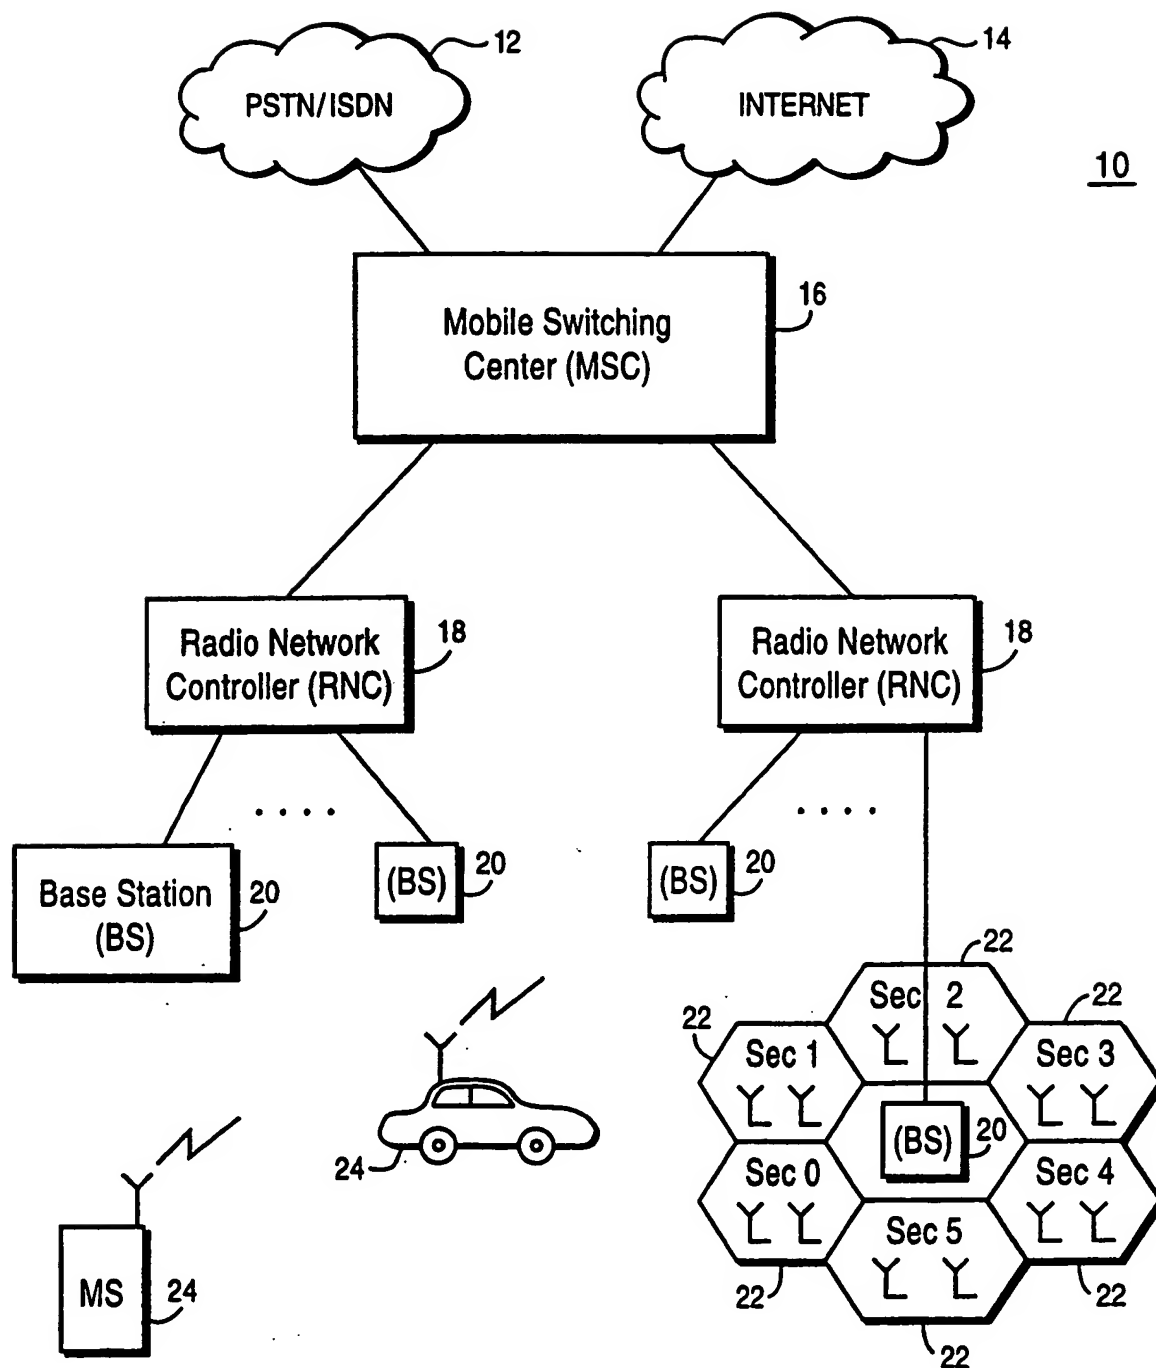 12
14
PSTN/ISDN
INTERNET
10
16
Mobile Switching
Center (MSC)
18
Radio Network
Controller (RNC)
18
Radio Network
Controller (RNC)
Base Station
(BS)
20
(BS)
20
(BS)
20
22
Sec 2
22
22
Sec 1
Sec 3
(BS)
20
Sec 0
Sec 4
Sec 5
22
22
22
24
MS
24